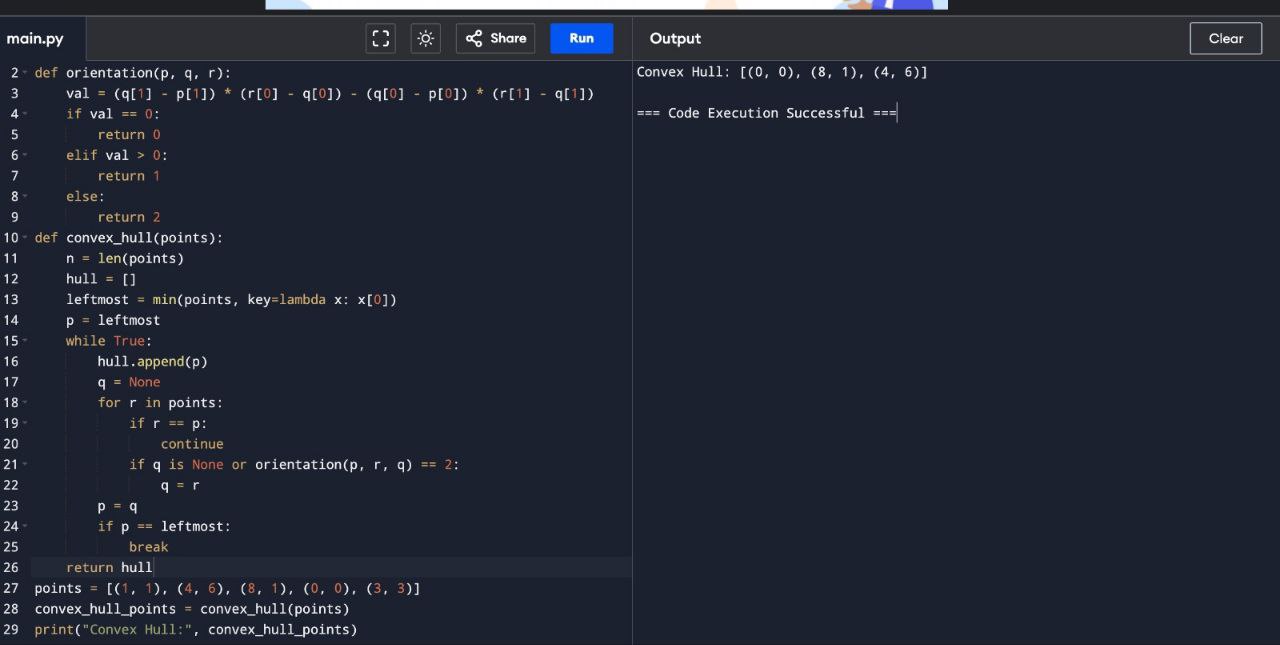 main.py
Share
Run
Output
Clear
2 def orientation(p, q, r):
3     val = (q[1] - p[1]) * (r[0] - q[0]) - (q[0] - p[0]) * (r[1] - q[1])
4     if val == 0:
5         return 0
6     elif val > 0:
7         return 1
8     else:
9         return 2
10 def convex_hull(points):
11     n = len(points)
12     hull = []
13     leftmost = min(points, key=lambda x: x[0])
14     p = leftmost
15     while True:
16         hull.append(p)
17         q = None
18         for r in points:
19             if r == p:
20                 continue
21             if q is None or orientation(p, r, q) == 2:
22                 q = r
23         p = q
24         if p == leftmost:
25             break
26     return hull
27 points = [(1, 1), (4, 6), (8, 1), (0, 0), (3, 3)]
28 convex_hull_points = convex_hull(points)
29 print("Convex Hull:", convex_hull_points)
Convex Hull: [(0, 0), (8, 1), (4, 6)]
=== Code Execution Successful ===